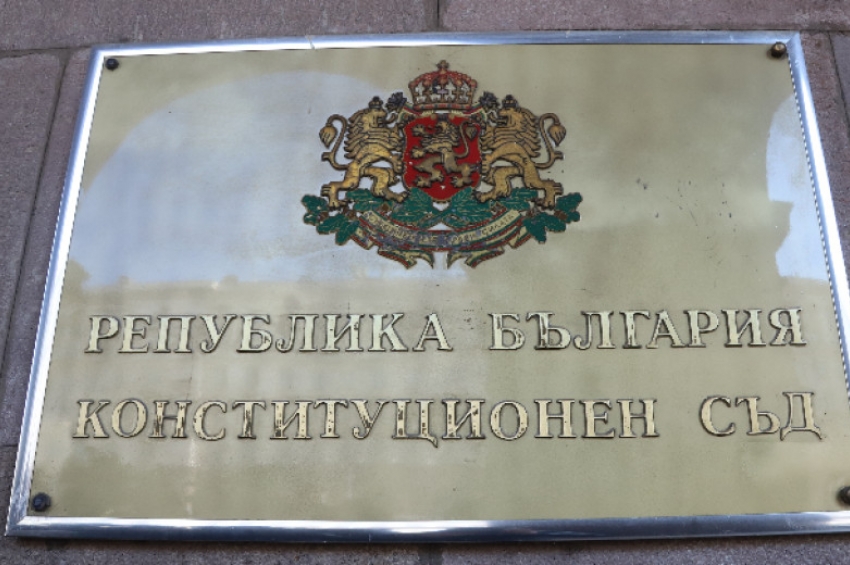 РЕПУБЛИКА БЪЛГАРИЯ
КОНСТИТУЦИОНЕН СЪД